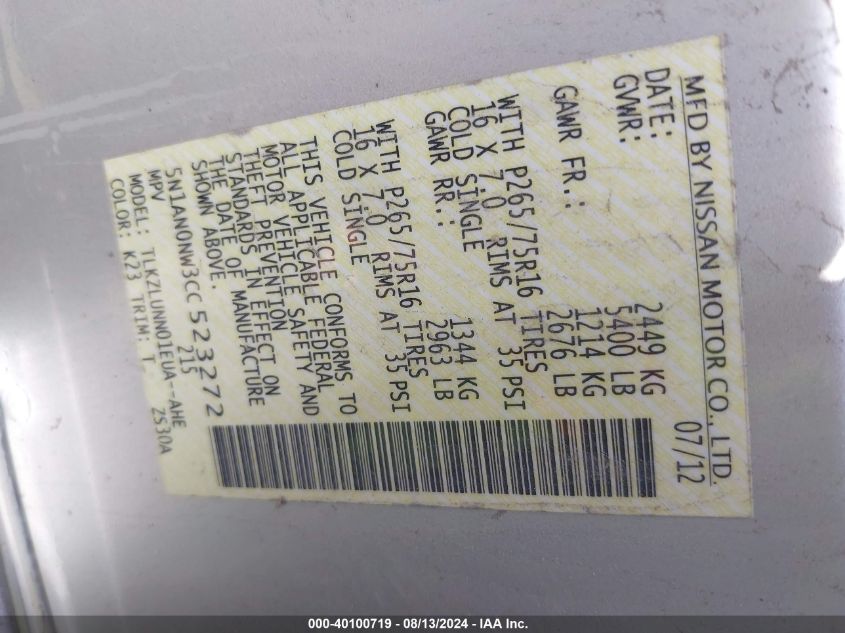 MFD BY NISSAN MOTOR CO., LTD.
DATE: 07/12
GVWR: 2449 KG
5400 LB
GAWR FR.: 1214 KG
2676 LB
WITH P265/75R16 TIRES
16 X 7.0 RIMS AT 35 PSI
COLD SINGLE
GAWR RR.: 1344 KG
2963 LB
WITH P265/75R16 TIRES
16 X 7.0 RIMS AT 35 PSI
COLD SINGLE
THIS VEHICLE CONFORMS TO
ALL APPLICABLE FEDERAL
MOTOR VEHICLE SAFETY AND
THEFT PREVENTION
STANDARDS IN EFFECT ON
THE DATE OF MANUFACTURE
SHOWN ABOVE.
5N1AN0NW3CC523272
MPV 215
MODEL: TLKZLUNN01EUA--AHE
COLOR: K23 TRIM: T ZS30A
000-40100719 - 08/13/2024 - IAA Inc.